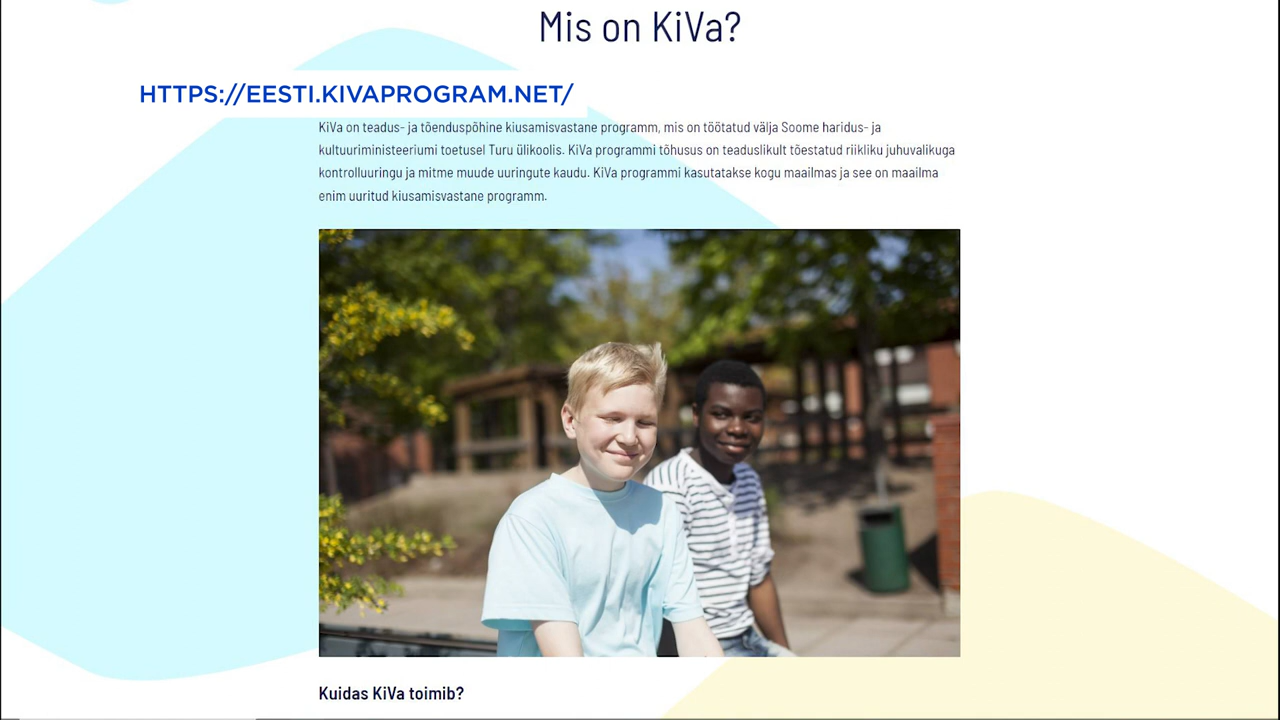 Mis on KiVa?
HTTPS://EESTI.KIVAPROGRAM.NET/
KiVa on teadus- ja tõenduspõhine kiusamisvastane programm, mis on töötatud välja Soome haridus- ja
kultuuriministeeriumi toetusel Turu ülikoolis. KiVa programmi tõhusus on teaduslikult tõestatud riikliku juhuvalikuga
kontrolluuringu ja mitme muude uuringute kaudu. KiVa programmi kasutatakse kogu maailmas ja see on maailma
enim uuritud kiusamisvastane programm.
Kuidas KiVa toimib?